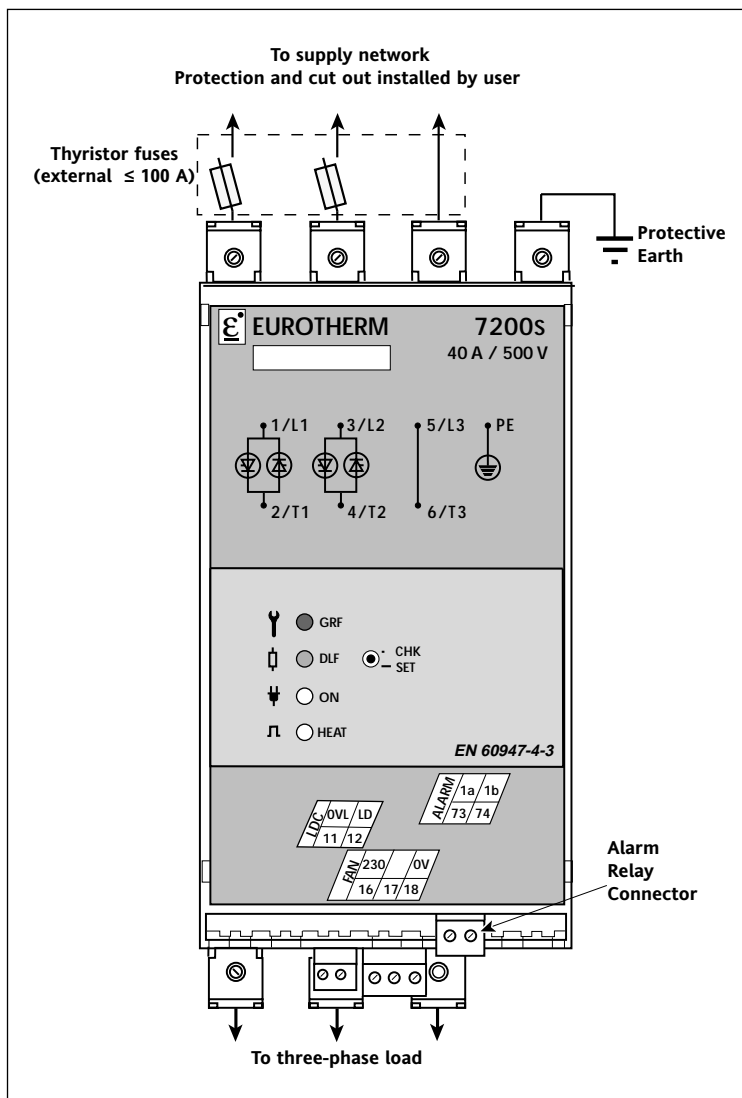 To supply network
Protection and cut out installed by user
Thyristor fuses
(external ≤ 100 A)
Protective
Earth
ε EUROTHERM 7200S
40 A / 500 V
1/L1 3/L2 5/L3 PE
2/T1 4/T2 6/T3
GRF
DLF CHK
SET
ON
HEAT
EN 60947-4-3
ALARM 1a 1b
73 74
LDC 0VL LD
11 12
FAN 230 0V
16 17 18
Alarm
Relay
Connector
To three-phase load